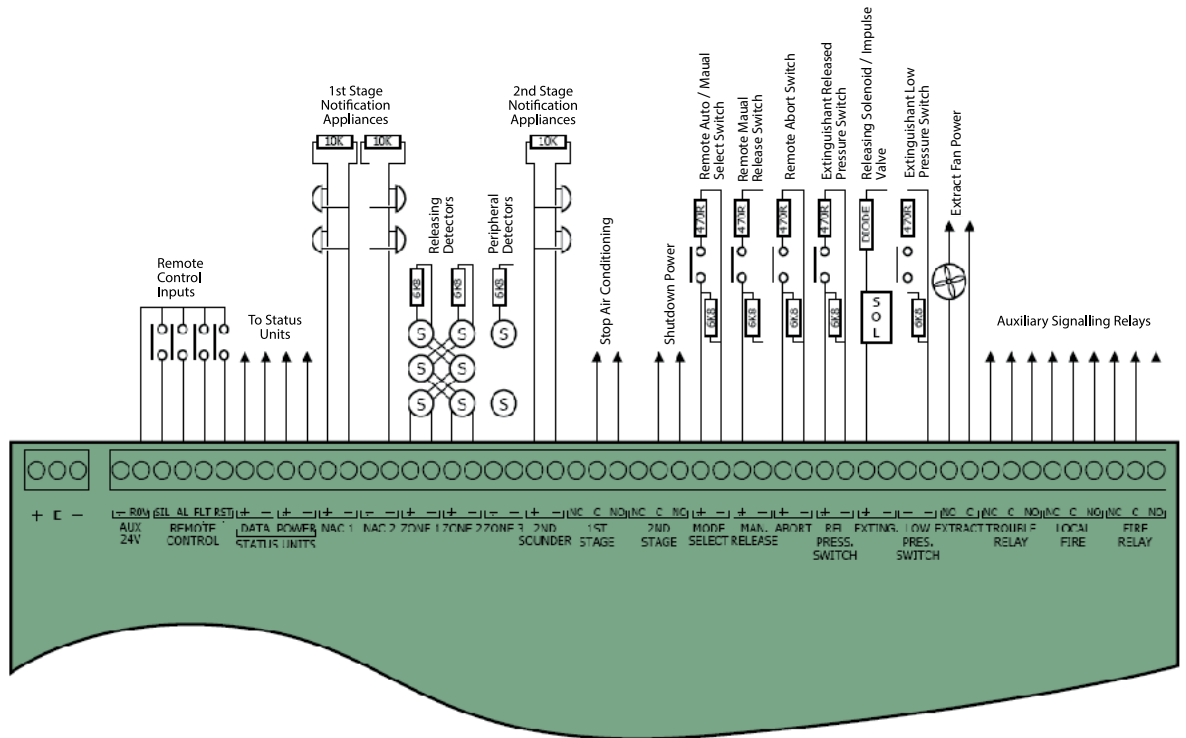 1st Stage
Notification
Appliances
2nd Stage
Notification
Appliances
10K
10K
10K
Remote
Control
Inputs
To Status
Units
Releasing
Detectors
Peripheral
Detectors
6K8
6K8
6K8
S
S
S
S
S
S
S
S
Stop Air Conditioning
Shutdown Power
Remote Auto / Maual
Select Switch
Remote Manual
Release Switch
Remote Abort Switch
Extinguishant Released
Pressure Switch
Releasing Solenoid / Impulse
Valve
Extinguishant Low
Pressure Switch
Extract Fan Power
470R
470R
470R
470R
DIODE
470R
6K8
6K8
6K8
6K8
S
O
L
6K8
Auxiliary Signalling Relays
+ E −
− SIL AL FLT RST + − + − + − + − + − + − + − + − NC C NO NC C + − + − + − + − + − + − NC C NC C NO NC C NO NC C NO
AUX
24V
REMOTE
CONTROL
DATA POWER
STATUS UNITS
NAC 1
NAC 2
ZONE 1
ZONE 2
ZONE 3
2ND
SOUNDER
1ST
STAGE
2ND
STAGE
MODE
SELECT
MAN.
RELEASE
ABORT
REL
PRESS.
SWITCH
EXTING.
LOW
PRES.
SWITCH
EXTRACT
TROUBLE
RELAY
LOCAL
FIRE
FIRE
RELAY